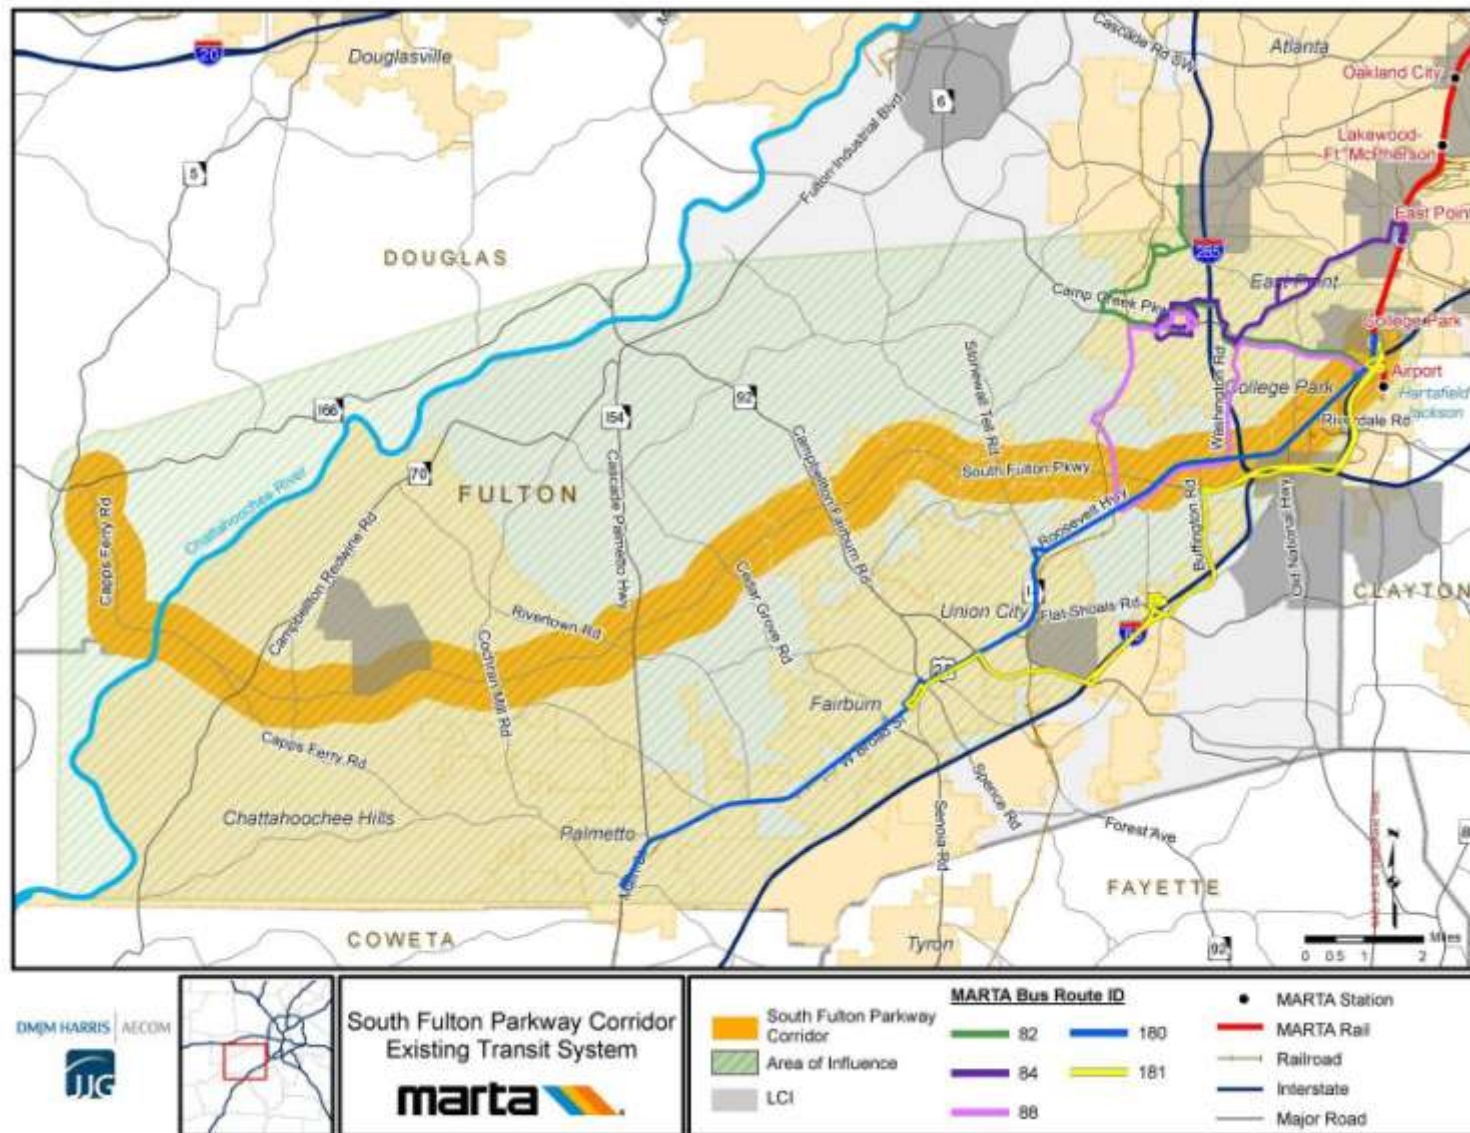 20
Douglasville
Cascade Rd SW
Atlanta
Oakland City
6
Fulton Industrial Blvd
Lakewood-
Ft. McPherson
5
East Point
DOUGLAS
285
East Point
Camp Creek Pkwy
College Park
Stonewall Tell Rd
Washington Rd
Airport
College Park
Hartsfield
Jackson
92
166
154
Riverdale Rd
Campbellton Fairburn Rd
South Fulton Pkwy
70
FULTON
Cascade Palmetto Hwy
Roosevelt Hwy
Buffington Rd
Old National Hwy
Chattahoochee River
Capps Ferry Rd
Campbellton Redwine Rd
Cedar Grove Rd
CLAYTON
Union City
Flat Shoals Rd
Rivertown Rd
Cochran Mill Rd
Fairburn
W Broad St
Capps Ferry Rd
Spence Rd
Senoia Rd
Forest Ave
Chattahoochee Hills
Palmetto
Main St
FAYETTE
COWETA
Tyron
92
Miles
0 0.5 1 2
DMJM HARRIS | AECOM
JJG
South Fulton Parkway Corridor
Existing Transit System
marta
South Fulton Parkway
Corridor
Area of Influence
LCI
MARTA Bus Route ID
82
84
88
180
181
MARTA Station
MARTA Rail
Railroad
Interstate
Major Road